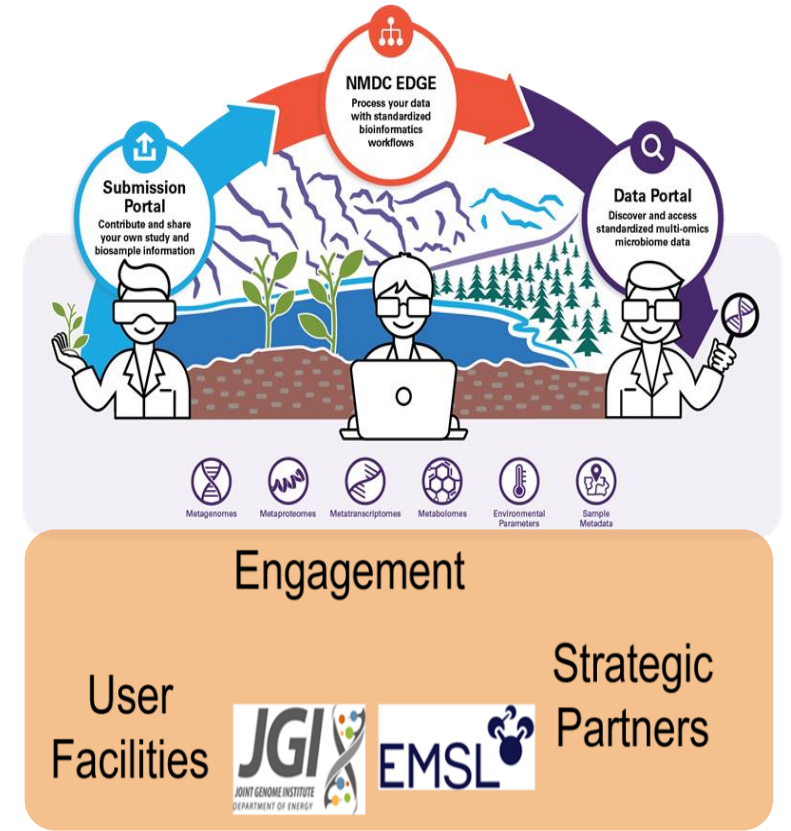 NMDC EDGE
Process your data
with standardized
bioinformatics
workflows
Submission
Portal
Contribute and share
your own study and
biosample information
Data Portal
Discover and access
standardized multi-omics
microbiome data
Metagenomes
Metaproteomes
Metatranscriptomes
Metabolomes
Environmental
Parameters
Sample
Metadata
Engagement
User
Facilities
JGI
JOINT GENOME INSTITUTE
DEPARTMENT OF ENERGY
EMSL
Strategic
Partners